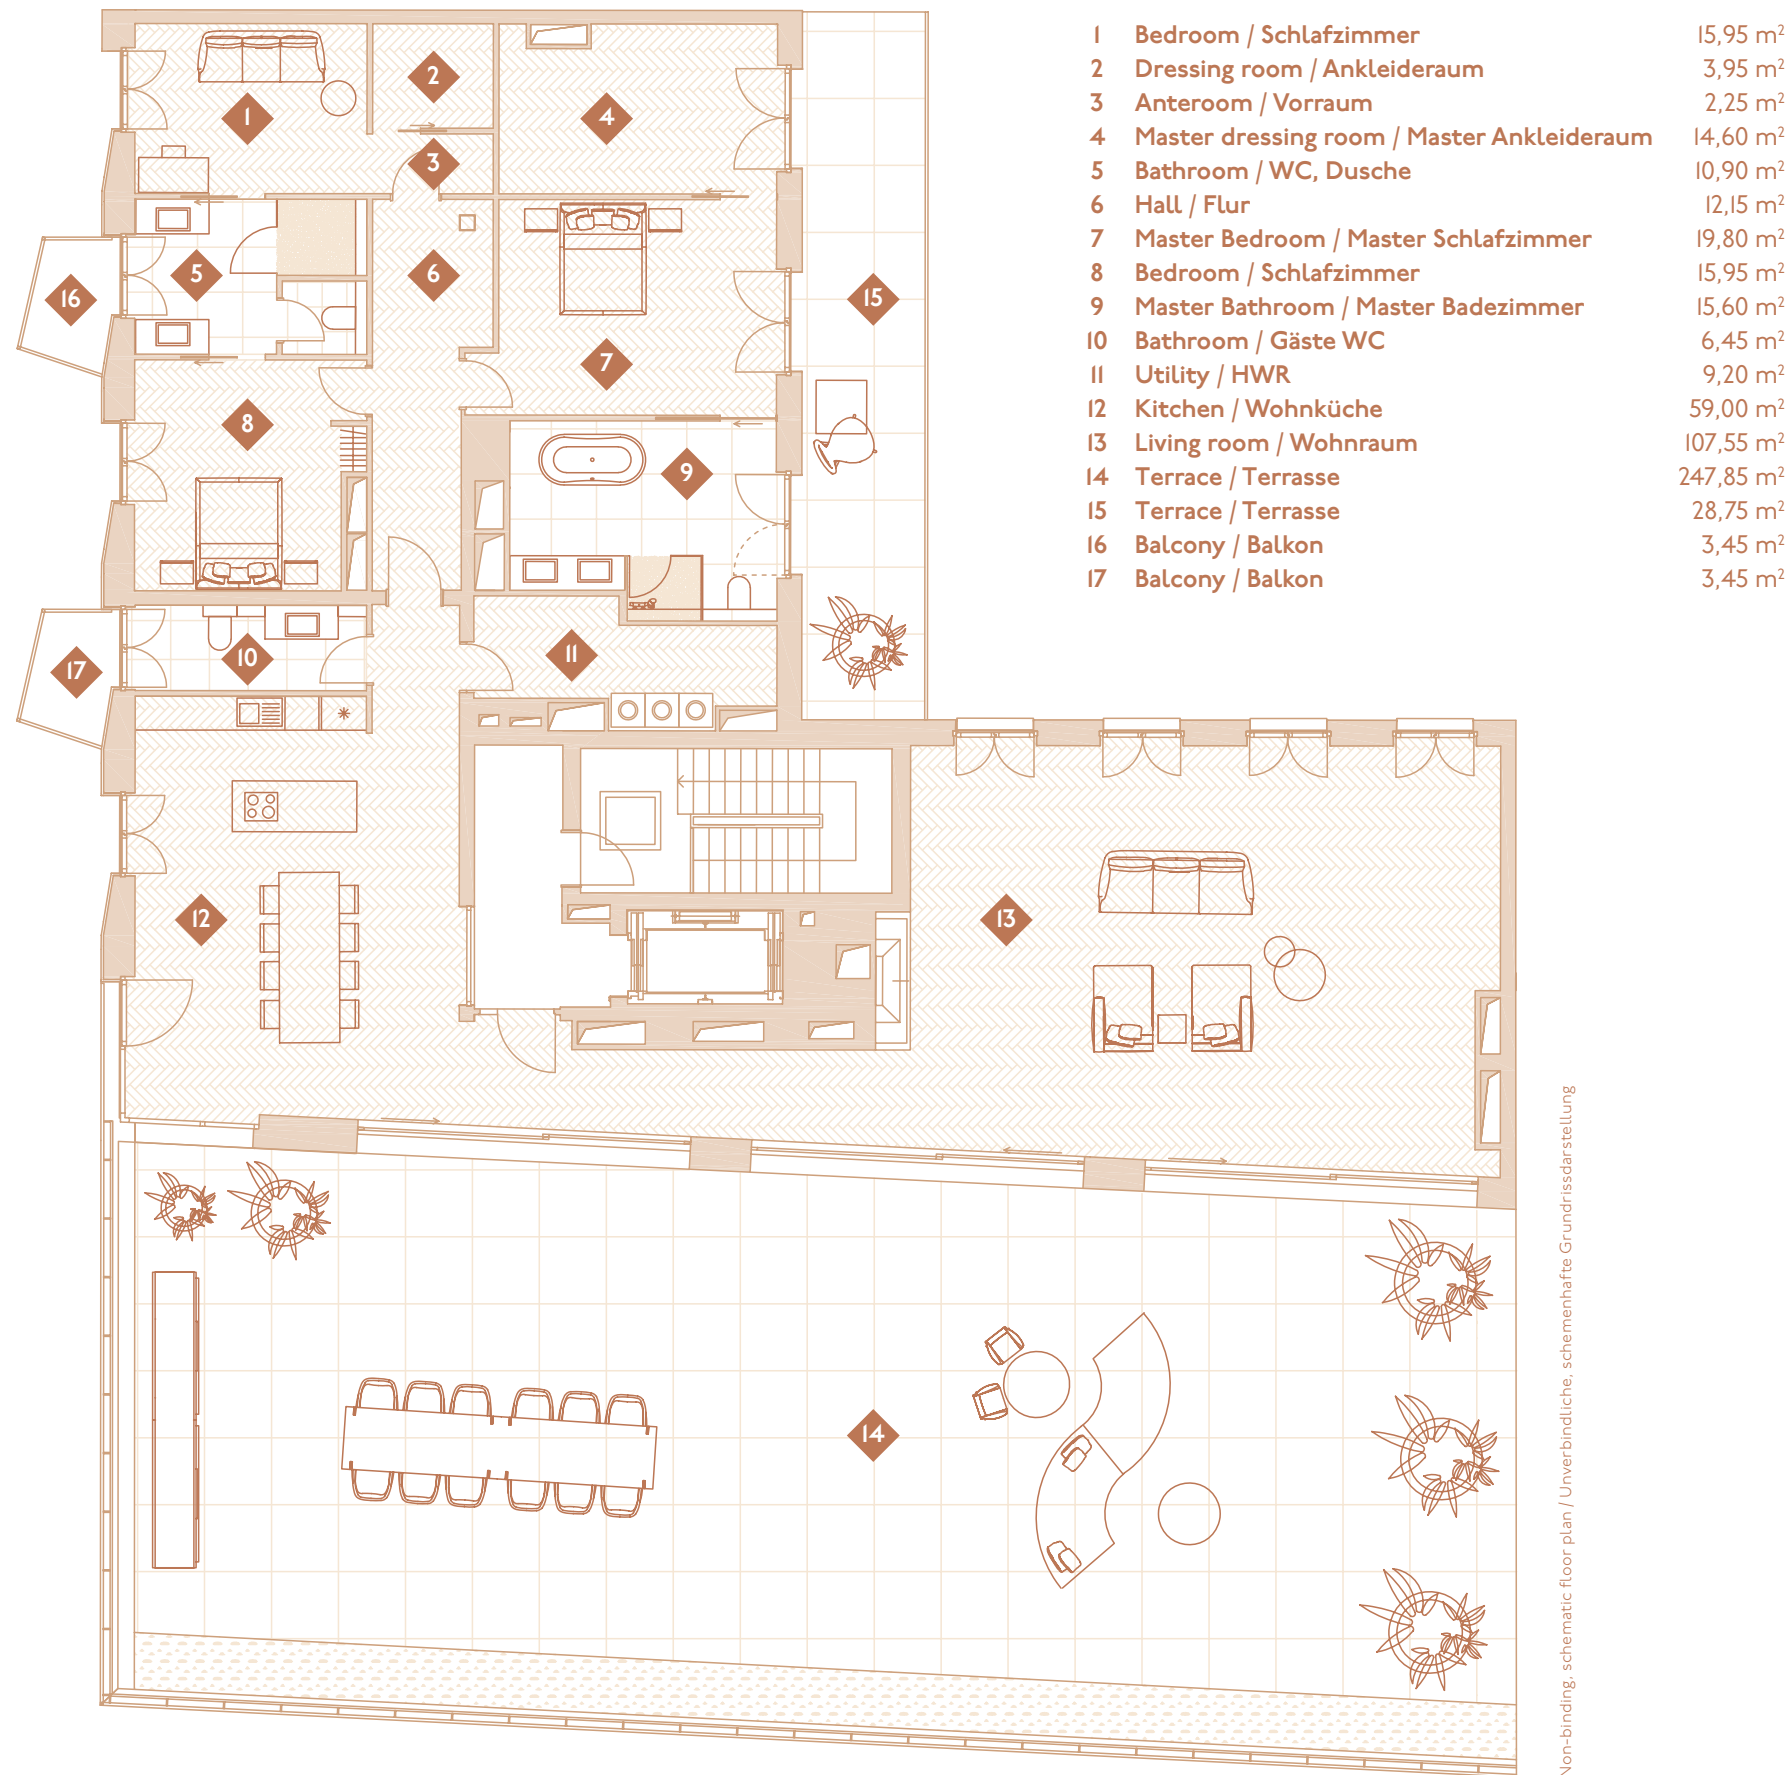 1 Bedroom / Schlafzimmer 15,95 m²
2 Dressing room / Ankleideraum 3,95 m²
3 Anteroom / Vorraum 2,25 m²
4 Master dressing room / Master Ankleideraum 14,60 m²
5 Bathroom / WC, Dusche 10,90 m²
6 Hall / Flur 12,15 m²
7 Master Bedroom / Master Schlafzimmer 19,80 m²
8 Bedroom / Schlafzimmer 15,95 m²
9 Master Bathroom / Master Badezimmer 15,60 m²
10 Bathroom / Gäste WC 6,45 m²
11 Utility / HWR 9,20 m²
12 Kitchen / Wohnküche 59,00 m²
13 Living room / Wohnraum 107,55 m²
14 Terrace / Terrasse 247,85 m²
15 Terrace / Terrasse 28,75 m²
16 Balcony / Balkon 3,45 m²
17 Balcony / Balkon 3,45 m²
1
2
3
4
5
6
7
8
9
10
11
12
13
14
15
16
17
Non-binding, schematic floor plan / Unverbindliche, schemenhafte Grundrissdarstellung